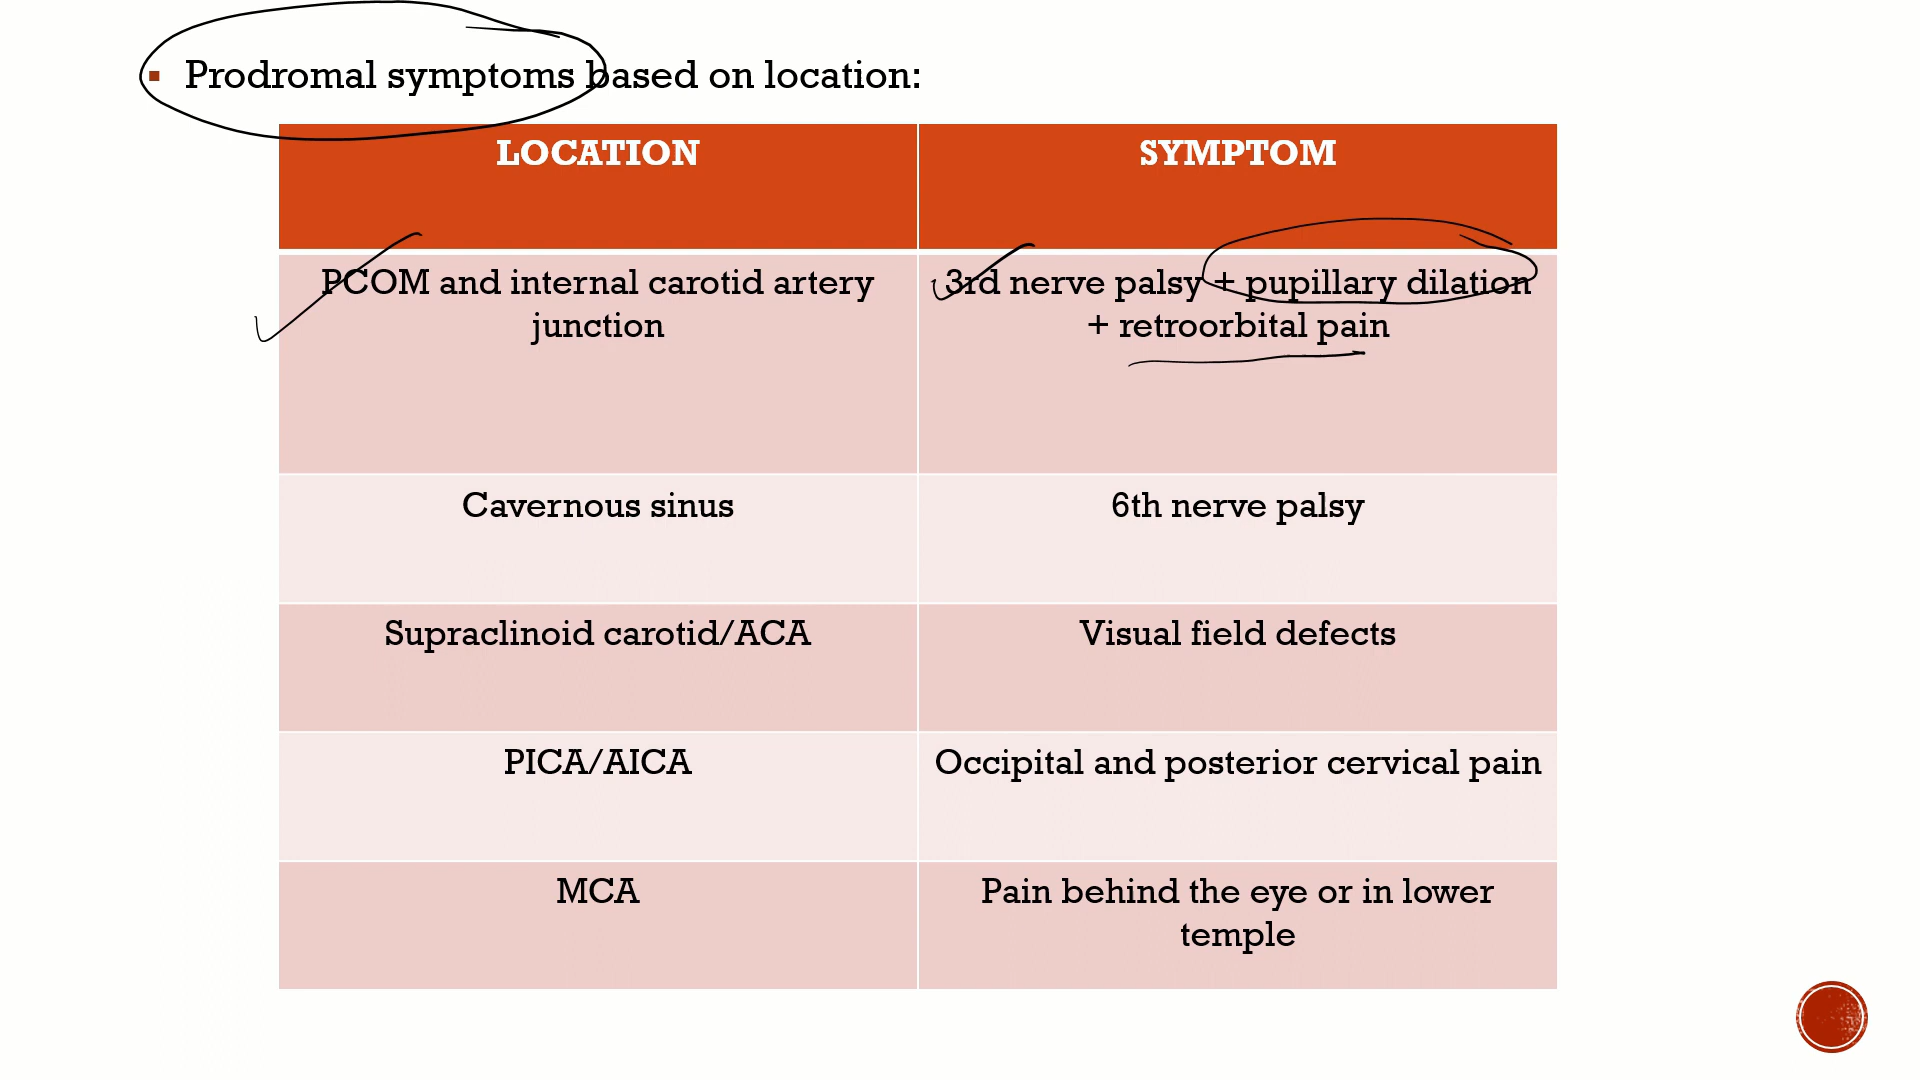 Prodromal symptoms based on location:
LOCATION
SYMPTOM
PCOM and internal carotid artery
junction
3rd nerve palsy + pupillary dilation
+ retroorbital pain
Cavernous sinus
6th nerve palsy
Supraclinoid carotid/ACA
Visual field defects
PICA/AICA
Occipital and posterior cervical pain
MCA
Pain behind the eye or in lower
temple